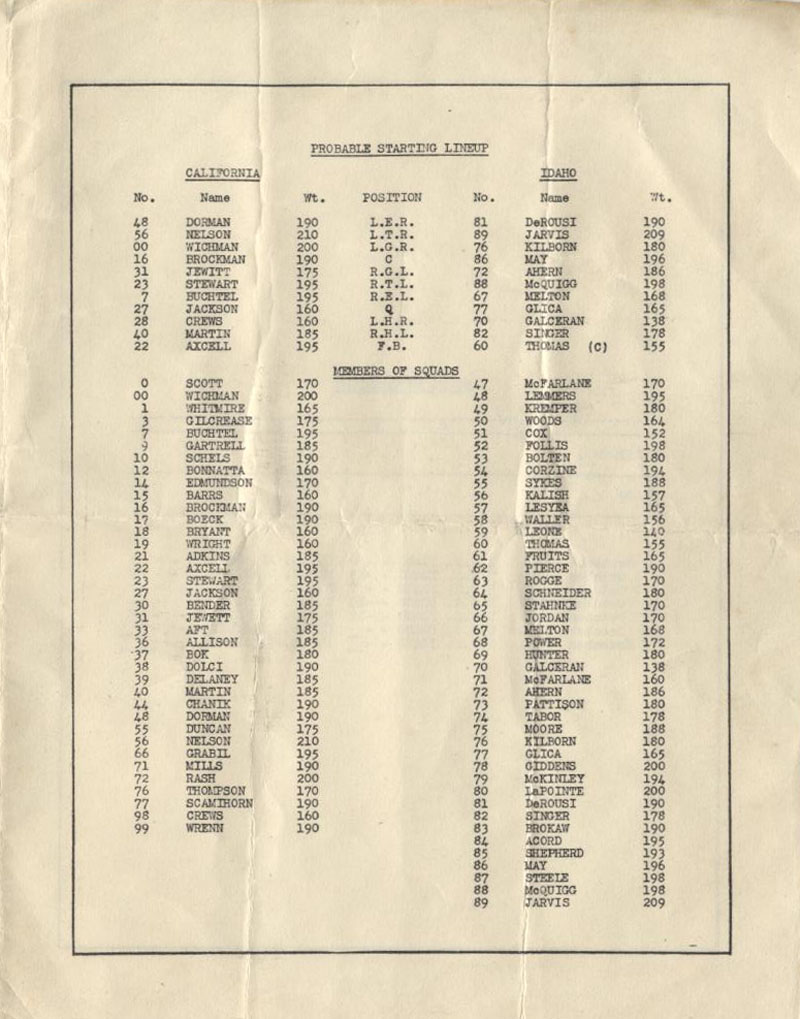 PROBABLE STARTING LINEUP
CALIFORNIA IDAHO
No. Name Wt. POSITION No. Name Wt.
48 DORMAN 190 L.E.R. 81 DeROUSI 190
56 NELSON 210 L.T.R. 89 JARVIS 209
00 WICHMAN 200 L.G.R. 76 KILBORN 180
16 BROCKMAN 190 C 86 MAY 196
31 JEWITT 175 R.G.L. 72 AHERN 186
23 STEWART 195 R.T.L. 88 McQUIGG 198
7 BUCHTEL 195 R.E.L. 67 MELTON 168
27 JACKSON 160 Q 77 GLICA 165
28 CREWS 160 L.H.R. 70 GALCERAN 138
40 MARTIN 185 R.H.L. 82 SINGER 178
22 AXCELL 195 F.B. 60 THOMAS (C) 155
MEMBERS OF SQUADS
0 SCOTT 170 47 McFARLANE 170
00 WICHMAN 200 48 LEMMERS 195
1 WHITMIRE 165 49 KREMPER 180
3 GILCREASE 175 50 WOODS 164
7 BUCHTEL 195 51 COX 152
9 GARTRELL 185 52 FOLLIS 198
10 SCHELS 190 53 BOLTEN 180
12 BONNATTA 160 54 CORZINE 194
14 EDMUNDSON 170 55 SYKES 188
15 BARRS 160 56 KALISH 157
16 BROCKMAN 190 57 LESYEA 165
17 BOECK 190 58 WALLER 156
18 BRYANT 160 59 LEONE 140
19 WRIGHT 160 60 THOMAS 155
21 ADKINS 185 61 FRUITS 165
22 AXCELL 195 62 PIERCE 190
23 STEWART 195 63 ROGGE 170
27 JACKSON 160 64 SCHNEIDER 180
30 BENDER 185 65 STAHNKE 170
31 JEWETT 175 66 JORDAN 170
33 AFT 185 67 MELTON 168
36 ALLISON 185 68 POWER 172
37 BOK 180 69 HUNTER 180
38 DOLCI 190 70 GALCERAN 138
39 DELANEY 185 71 McFARLANE 160
40 MARTIN 185 72 AHERN 186
44 CHANIK 190 73 PATTISON 180
48 DORMAN 190 74 TABOR 178
55 DUNCAN 175 75 MOORE 188
56 NELSON 210 76 KILBORN 180
66 GRABIL 195 77 GLICA 165
71 MILLS 190 78 GIDDENS 200
72 RASH 200 79 McKINLEY 194
76 THOMPSON 170 80 LaPOINTE 200
77 SCAMIHORN 190 81 DeROUSI 190
98 CREWS 160 82 SINGER 178
99 WRENN 190 83 BROKAW 190
84 ACORD 195
85 SHEPHERD 193
86 MAY 196
87 STEELE 198
88 McQUIGG 198
89 JARVIS 209